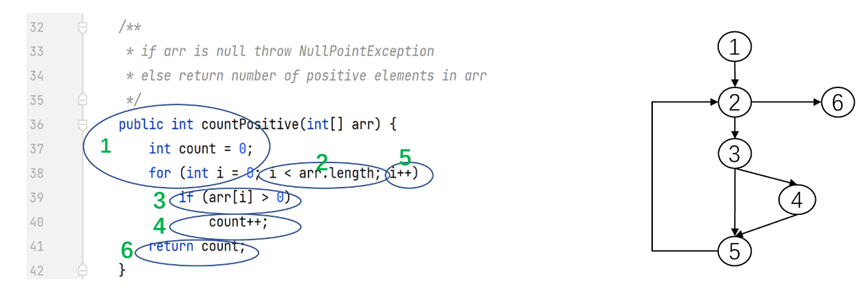 32 /**
33 * if arr is null throw NullPointException
34 * else return number of positive elements in arr
35 */
36 public int countPositive(int[] arr) {
1
37 int count = 0;
2 5
38 for (int i = 0; i < arr.length; i++)
3
39 if (arr[i] > 0)
4
40 count++;
6
41 return count;
42 }
1
2 6
3
4
5